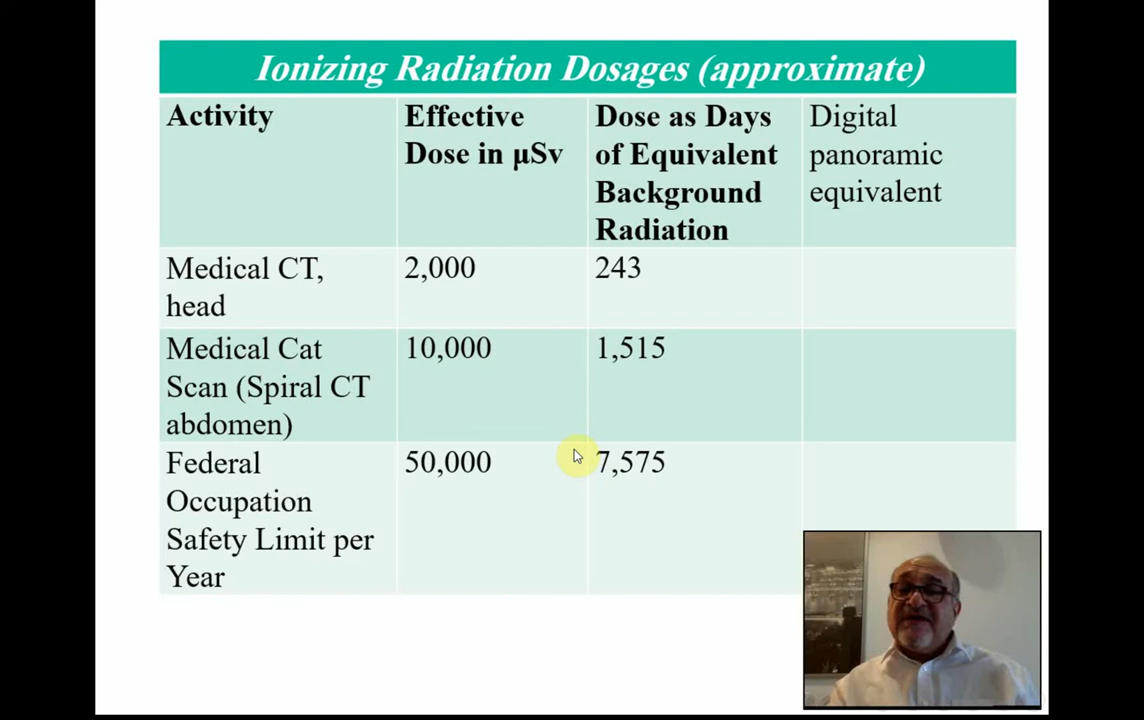 Ionizing Radiation Dosages (approximate)
Activity
Effective
Dose in μSv
Dose as Days
of Equivalent
Background
Radiation
Digital
panoramic
equivalent
Medical CT,
head
2,000
243
Medical Cat
Scan (Spiral CT
abdomen)
10,000
1,515
Federal
Occupation
Safety Limit per
Year
50,000
7,575